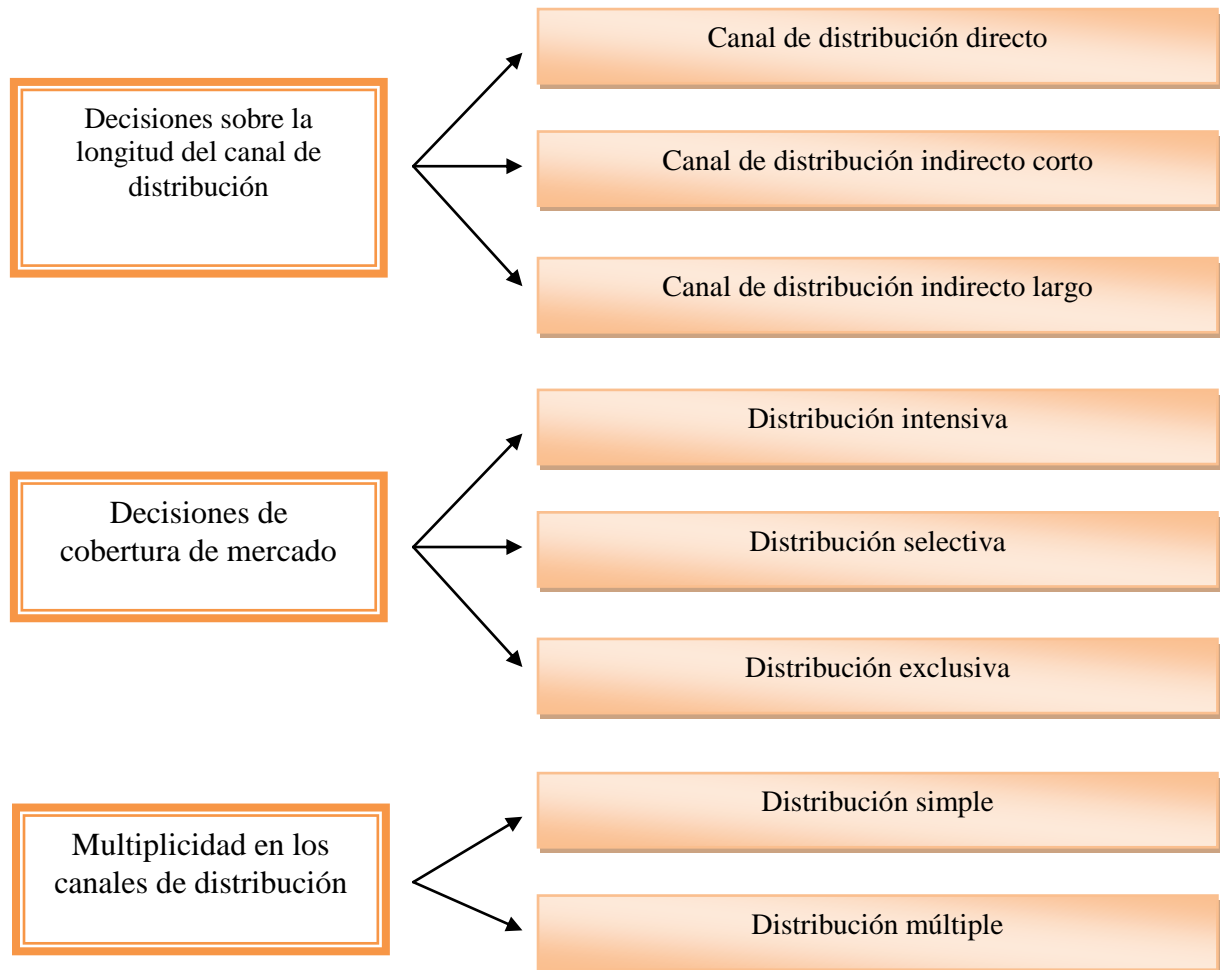 Decisiones sobre la
longitud del canal de
distribución
Canal de distribución directo
Canal de distribución indirecto corto
Canal de distribución indirecto largo
Decisiones de
cobertura de mercado
Distribución intensiva
Distribución selectiva
Distribución exclusiva
Multiplicidad en los
canales de distribución
Distribución simple
Distribución múltiple